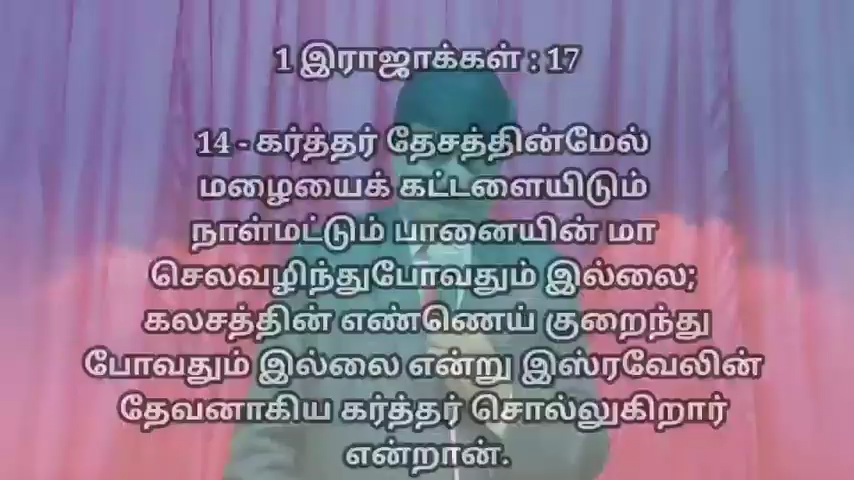 1 இராஜாக்கள் : 17
14 - கர்த்தர் தேசத்தின்மேல்
மழையைக் கட்டளையிடும்
நாள்மட்டும் பானையின் மா
செலவழிந்துபோவதும் இல்லை;
கலசத்தின் எண்ணெய் குறைந்து
போவதும் இல்லை என்று இஸ்ரவேலின்
தேவனாகிய கர்த்தர் சொல்லுகிறார்
என்றான்.